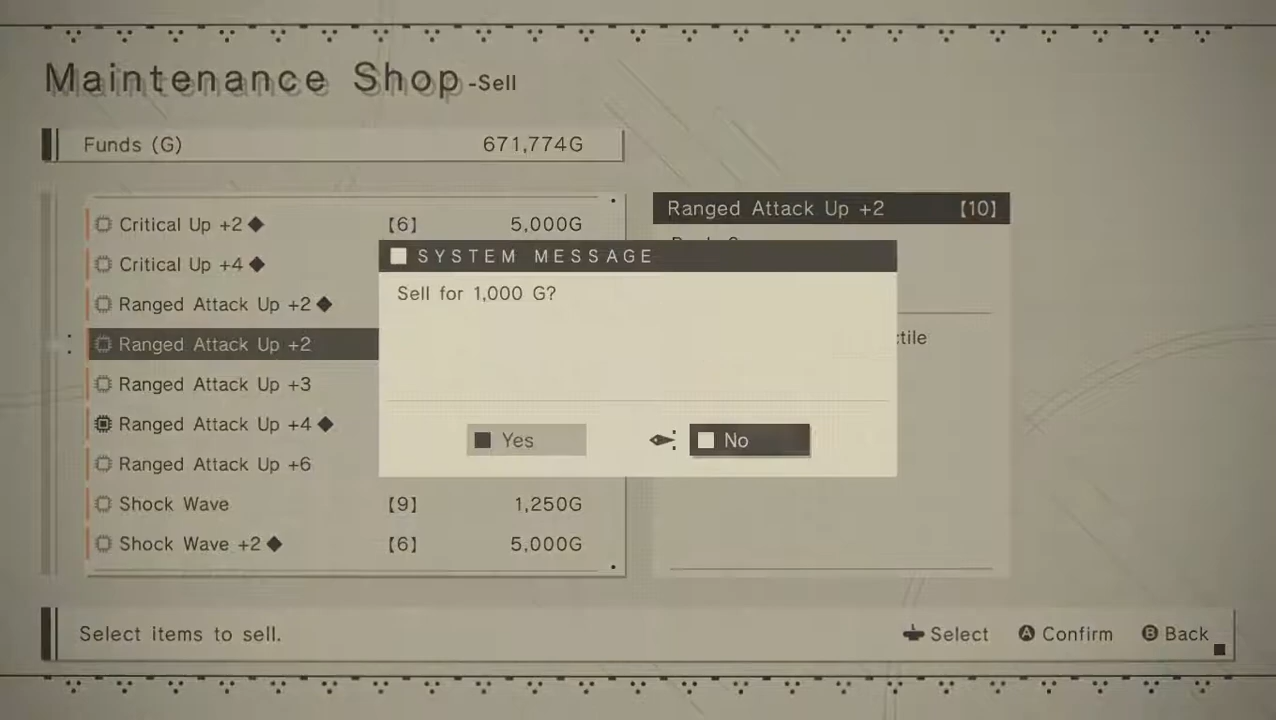 Maintenance Shop -Sell
Funds (G) 671,774G
Critical Up +2◆ [6] 5,000G
Critical Up +4◆
Ranged Attack Up +2◆
Ranged Attack Up +2
Ranged Attack Up +3
Ranged Attack Up +4◆
Ranged Attack Up +6
Shock Wave [9] 1,250G
Shock Wave +2◆ [6] 5,000G
Ranged Attack Up +2 [10]
SYSTEM MESSAGE
Sell for 1,000 G?
Yes
No
Select items to sell.
Select A Confirm B Back